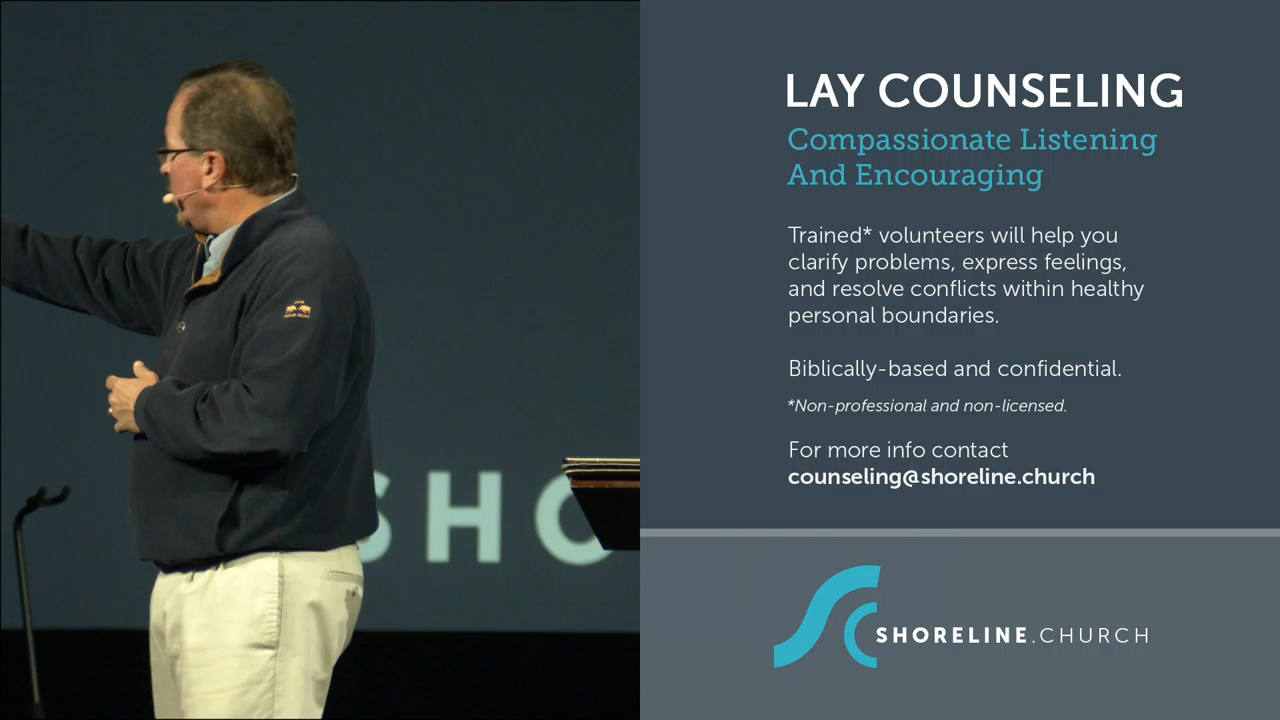 SHO
LAY COUNSELING
Compassionate Listening
And Encouraging
Trained* volunteers will help you
clarify problems, express feelings,
and resolve conflicts within healthy
personal boundaries.
Biblically-based and confidential.
*Non-professional and non-licensed.
For more info contact
counseling@shoreline.church
SHORELINE.CHURCH